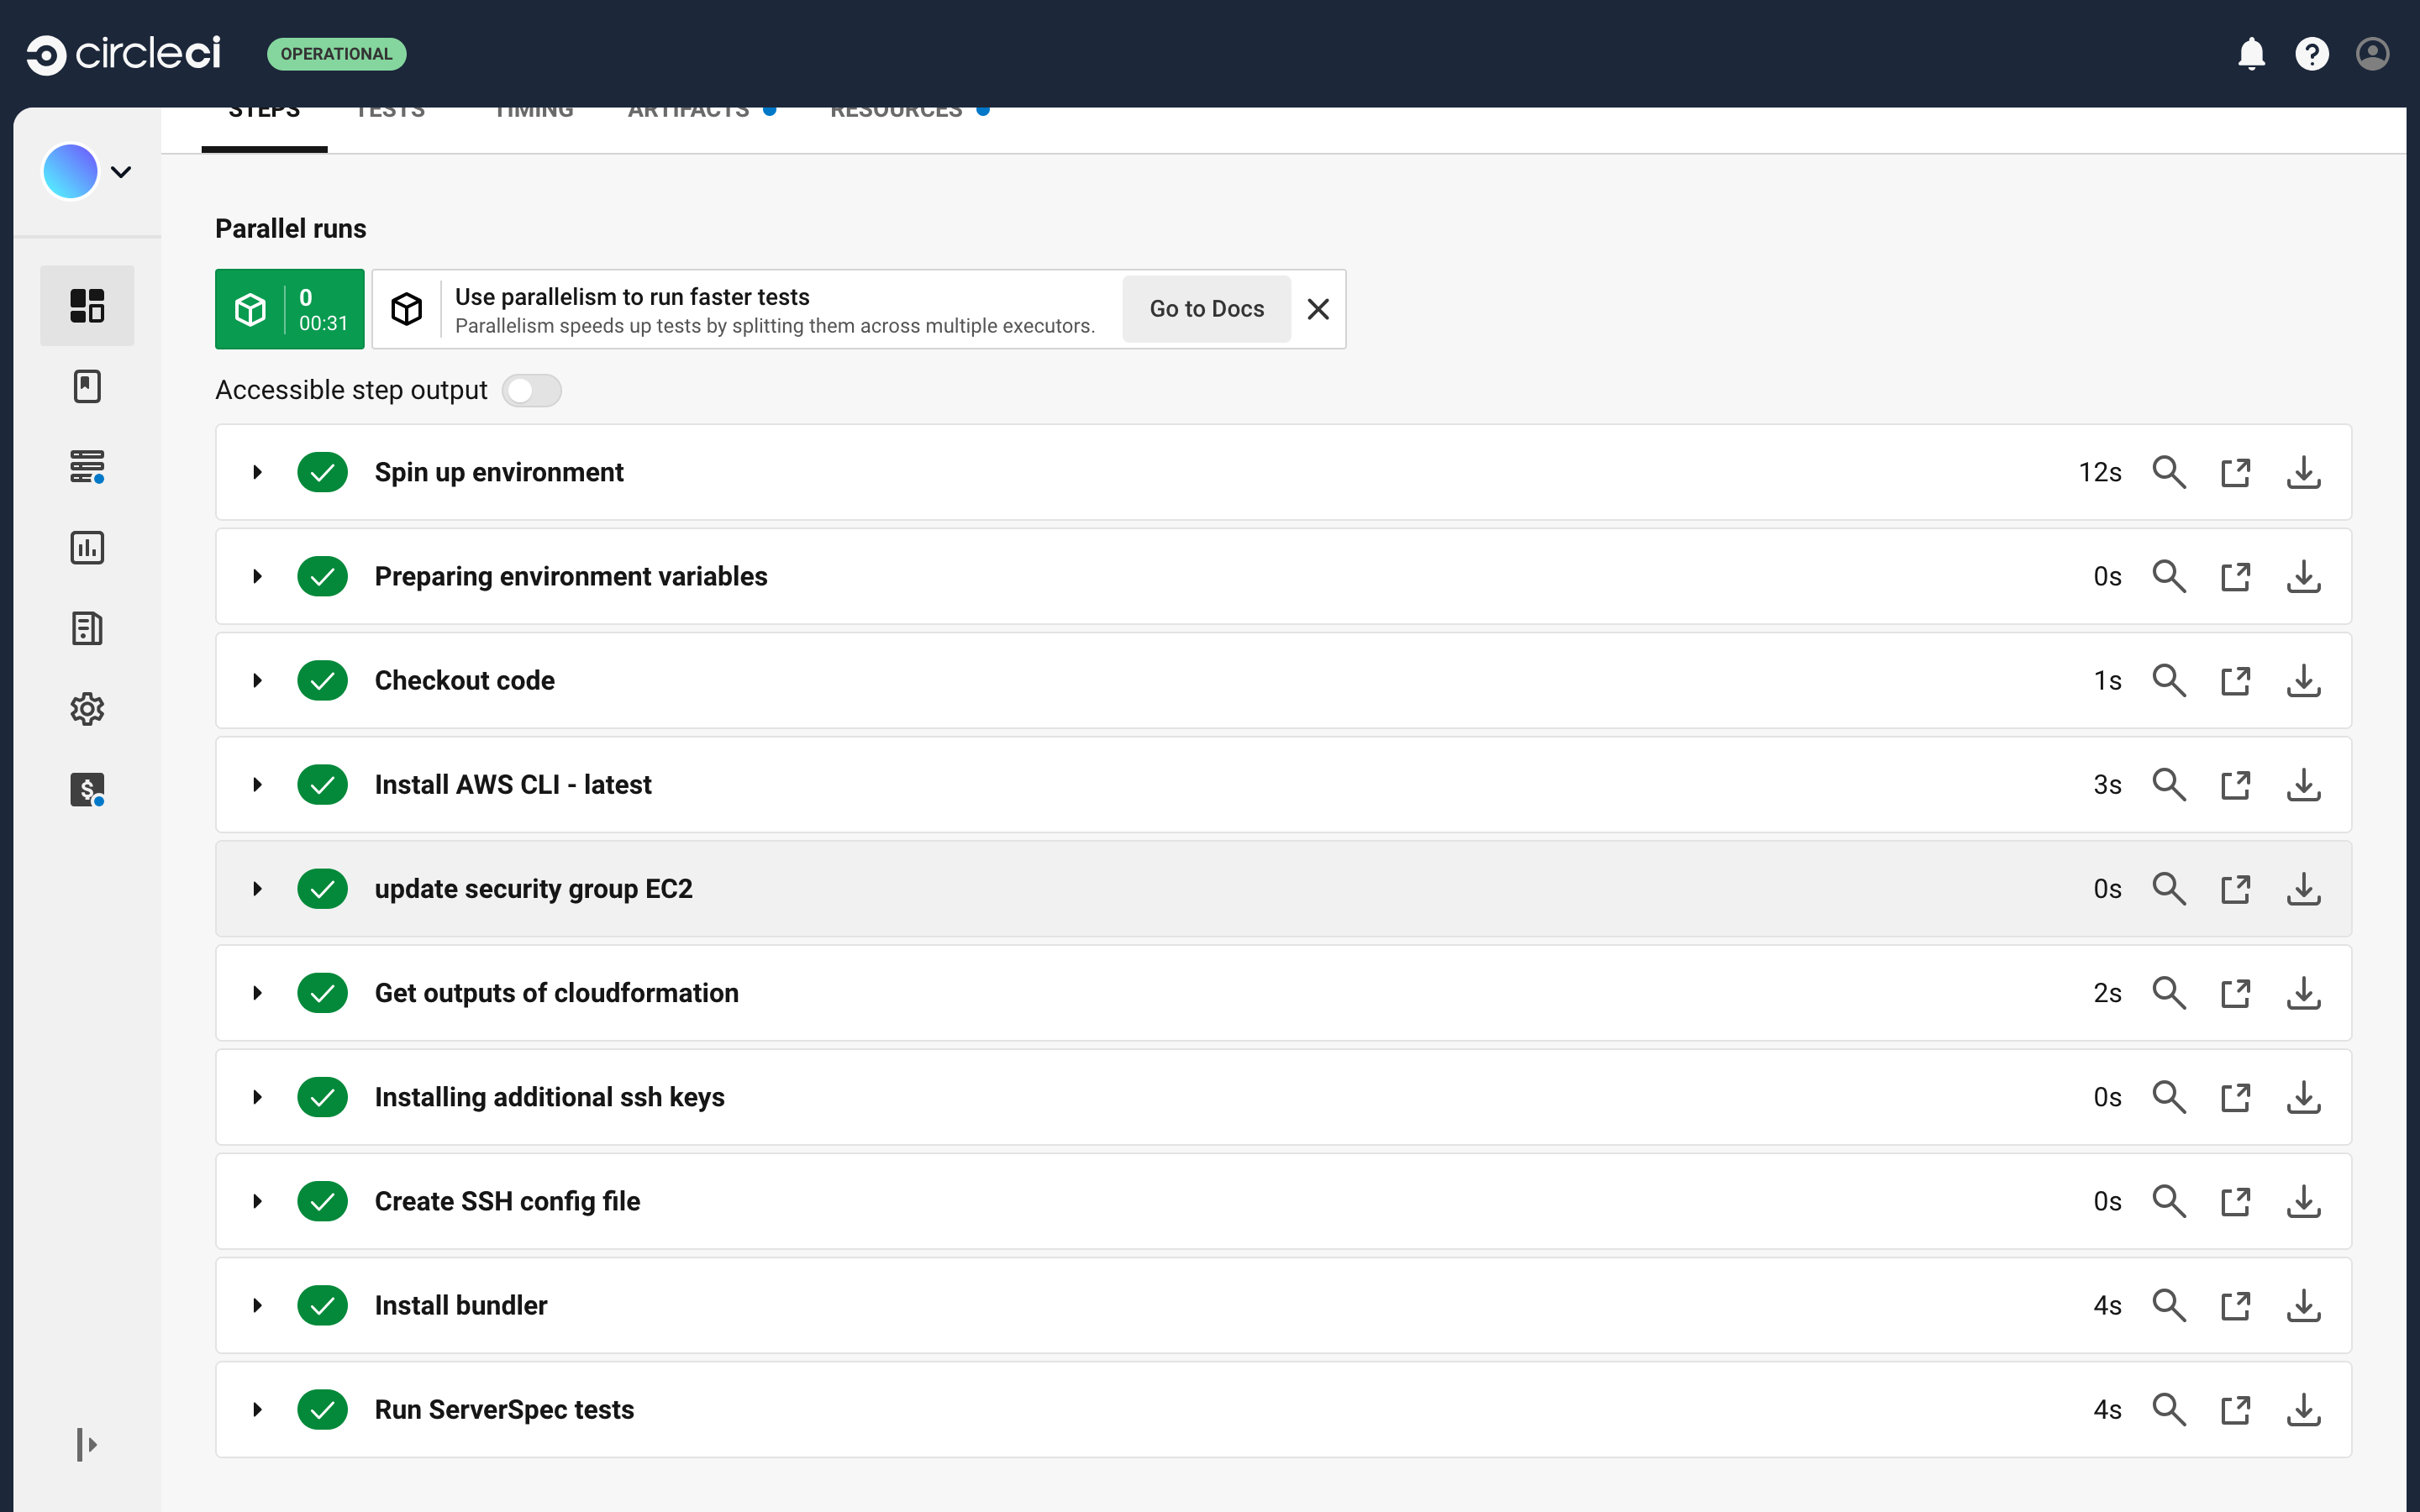 circleci OPERATIONAL
STEPS TESTS TIMING ARTIFACTS RESOURCES
Parallel runs
0
00:31
Use parallelism to run faster tests
Parallelism speeds up tests by splitting them across multiple executors.
Go to Docs
Accessible step output
Spin up environment 12s
Preparing environment variables 0s
Checkout code 1s
Install AWS CLI - latest 3s
update security group EC2 0s
Get outputs of cloudformation 2s
Installing additional ssh keys 0s
Create SSH config file 0s
Install bundler 4s
Run ServerSpec tests 4s